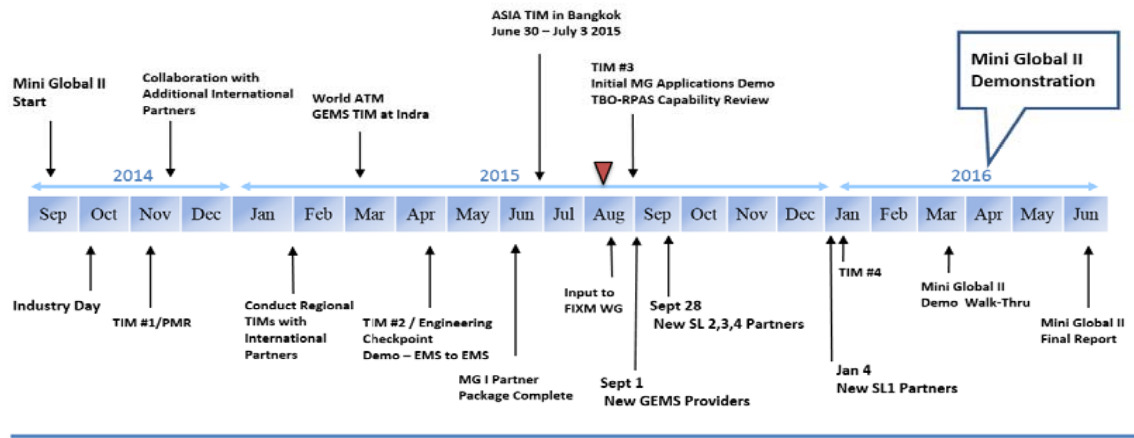 ASIA TIM in Bangkok
June 30 – July 3 2015
Mini Global II
Start
Collaboration with
Additional International
Partners
World ATM
GEMS TIM at Indra
TIM #3
Initial MG Applications Demo
TBO-RPAS Capability Review
Mini Global II
Demonstration
2014
2015
2016
Sep Oct Nov Dec Jan Feb Mar Apr May Jun Jul Aug Sep Oct Nov Dec Jan Feb Mar Apr May Jun
Industry Day
TIM #1/PMR
Conduct Regional
TIMs with
International
Partners
TIM #2 / Engineering
Checkpoint
Demo – EMS to EMS
MG I Partner
Package Complete
Input to
FIXM WG
Sept 1
New GEMS Providers
Sept 28
New SL 2,3,4 Partners
TIM #4
Jan 4
New SL1 Partners
Mini Global II
Demo Walk-Thru
Mini Global II
Final Report